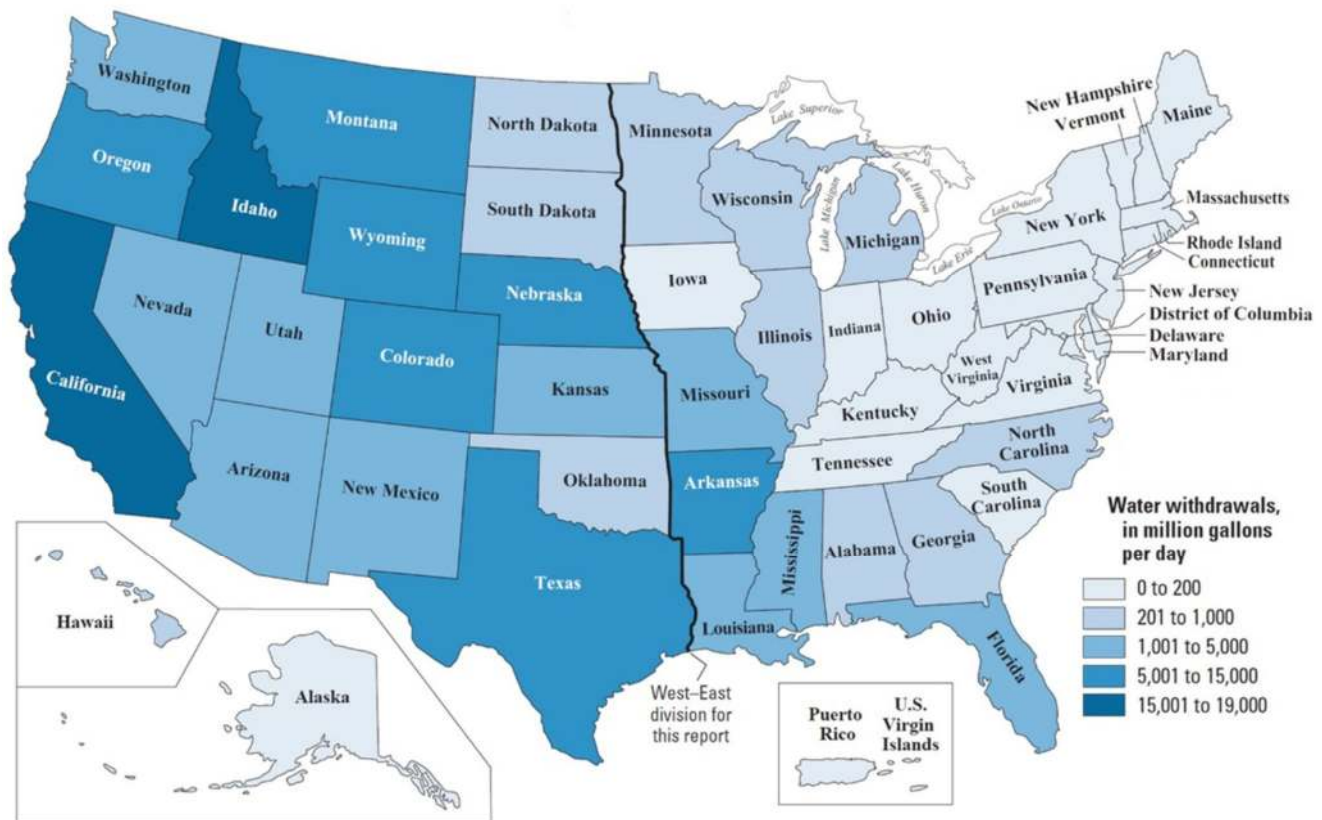 Washington
Montana
North Dakota
Minnesota
Lake Superior
New Hampshire
Vermont
Maine
Oregon
Idaho
Wyoming
South Dakota
Wisconsin
Lake Michigan
Lake Huron
Michigan
Lake Ontario
Lake Erie
New York
Massachusetts
Rhode Island
Connecticut
Nevada
Utah
Colorado
Nebraska
Iowa
Illinois
Indiana
Ohio
Pennsylvania
New Jersey
District of Columbia
Delaware
Maryland
California
Kansas
Missouri
Kentucky
West
Virginia
Virginia
Arizona
New Mexico
Oklahoma
Arkansas
Tennessee
North
Carolina
South
Carolina
Texas
Louisiana
Mississippi
Alabama
Georgia
Florida
Hawaii
Alaska
West–East
division for
this report
Puerto
Rico
U.S.
Virgin
Islands
Water withdrawals,
in million gallons
per day
0 to 200
201 to 1,000
1,001 to 5,000
5,001 to 15,000
15,001 to 19,000